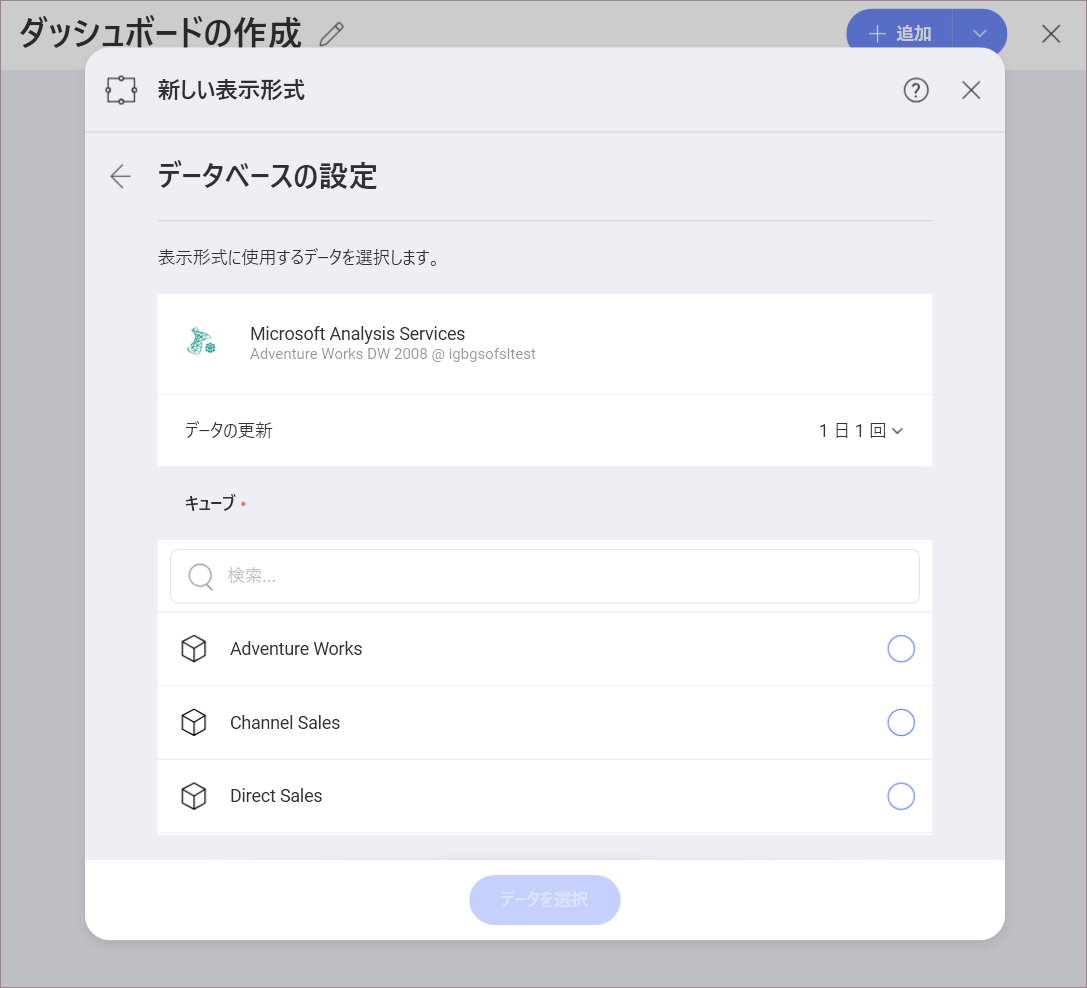 ダッシュボードの作成
追加
新しい表示形式
データベースの設定
表示形式に使用するデータを選択します。
Microsoft Analysis Services
Adventure Works DW 2008 @ igbgsofsltest
データの更新
1 日 1 回
キューブ •
検索...
Adventure Works
Channel Sales
Direct Sales
データを選択